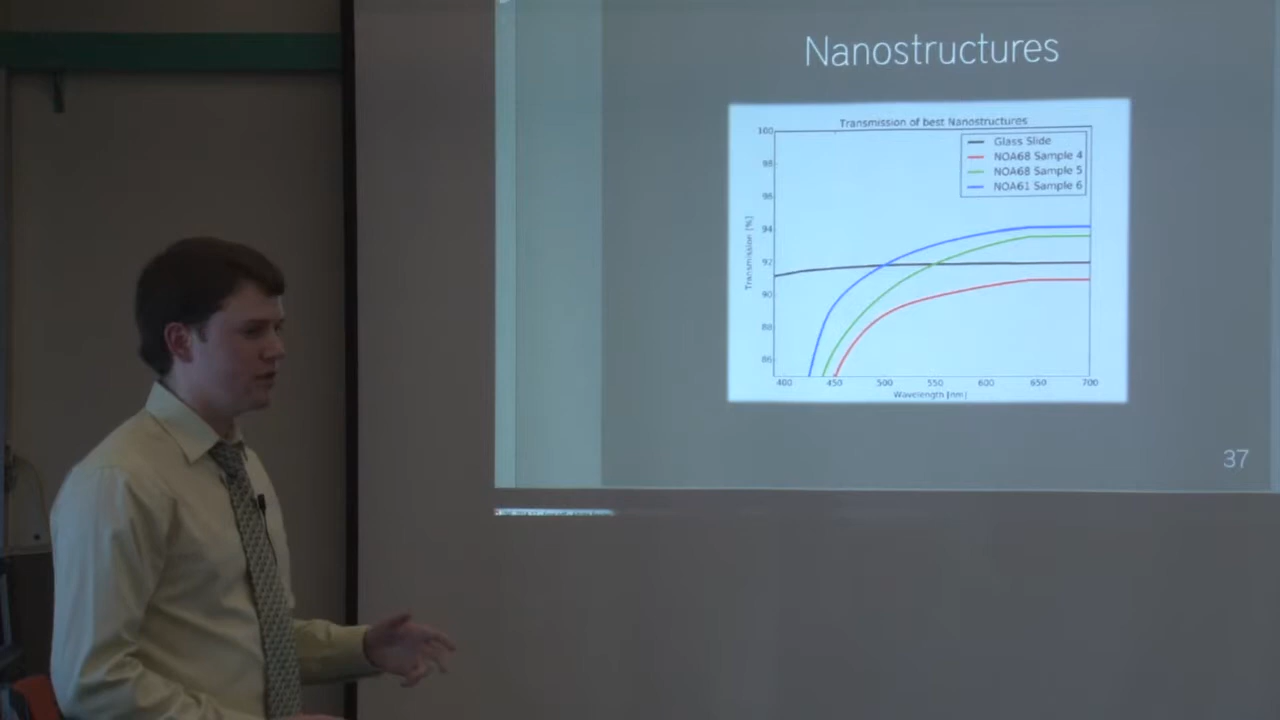 Nanostructures
Transmission of best Nanostructures
Glass Slide
NOA68 Sample 4
NOA68 Sample 5
NOA61 Sample 6
100
98
96
94
92
90
88
86
Transmission [%]
400 450 500 550 600 650 700
Wavelength [nm]
37